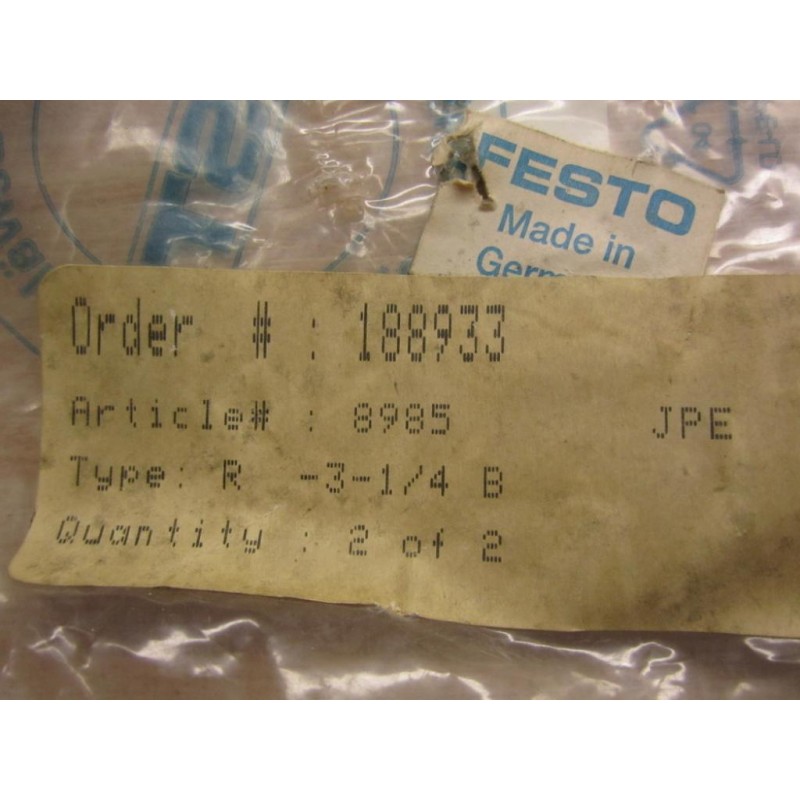 FESTO
Made in
Order # : 188933
Article# : 8985 JPE
Type: R -3-1/4 B
Quantity : 2 of 2